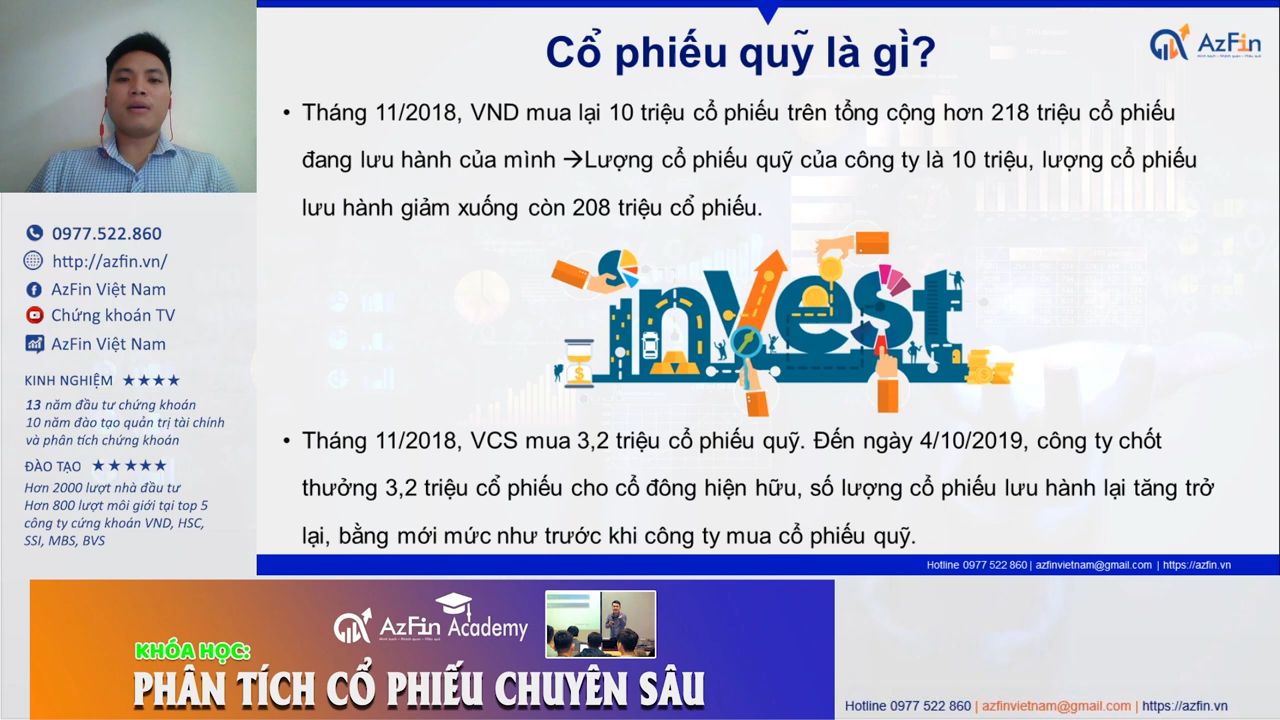 Cổ phiếu quỹ là gì?
AzFin
• Tháng 11/2018, VND mua lại 10 triệu cổ phiếu trên tổng cộng hơn 218 triệu cổ phiếu
đang lưu hành của mình →Lượng cổ phiếu quỹ của công ty là 10 triệu, lượng cổ phiếu
lưu hành giảm xuống còn 208 triệu cổ phiếu.
invest
• Tháng 11/2018, VCS mua 3,2 triệu cổ phiếu quỹ. Đến ngày 4/10/2019, công ty chốt
thưởng 3,2 triệu cổ phiếu cho cổ đông hiện hữu, số lượng cổ phiếu lưu hành lại tăng trở
lại, bằng mới mức như trước khi công ty mua cổ phiếu quỹ.
Hotline 0977 522 860 | azfinvietnam@gmail.com | https://azfin.vn
0977.522.860
http://azfin.vn/
AzFin Việt Nam
Chứng khoán TV
AzFin Việt Nam
KINH NGHIỆM ★★★★
13 năm đầu tư chứng khoán
10 năm đào tạo quản trị tài chính
và phân tích chứng khoán
ĐÀO TẠO ★★★★★
Hơn 2000 lượt nhà đầu tư
Hơn 800 lượt môi giới tại top 5
công ty cứng khoán VND, HSC,
SSI, MBS, BVS
AzFin Academy
KHÓA HỌC:
PHÂN TÍCH CỔ PHIẾU CHUYÊN SÂU
Hotline 0977 522 860 | azfinvietnam@gmail.com | https://azfin.vn